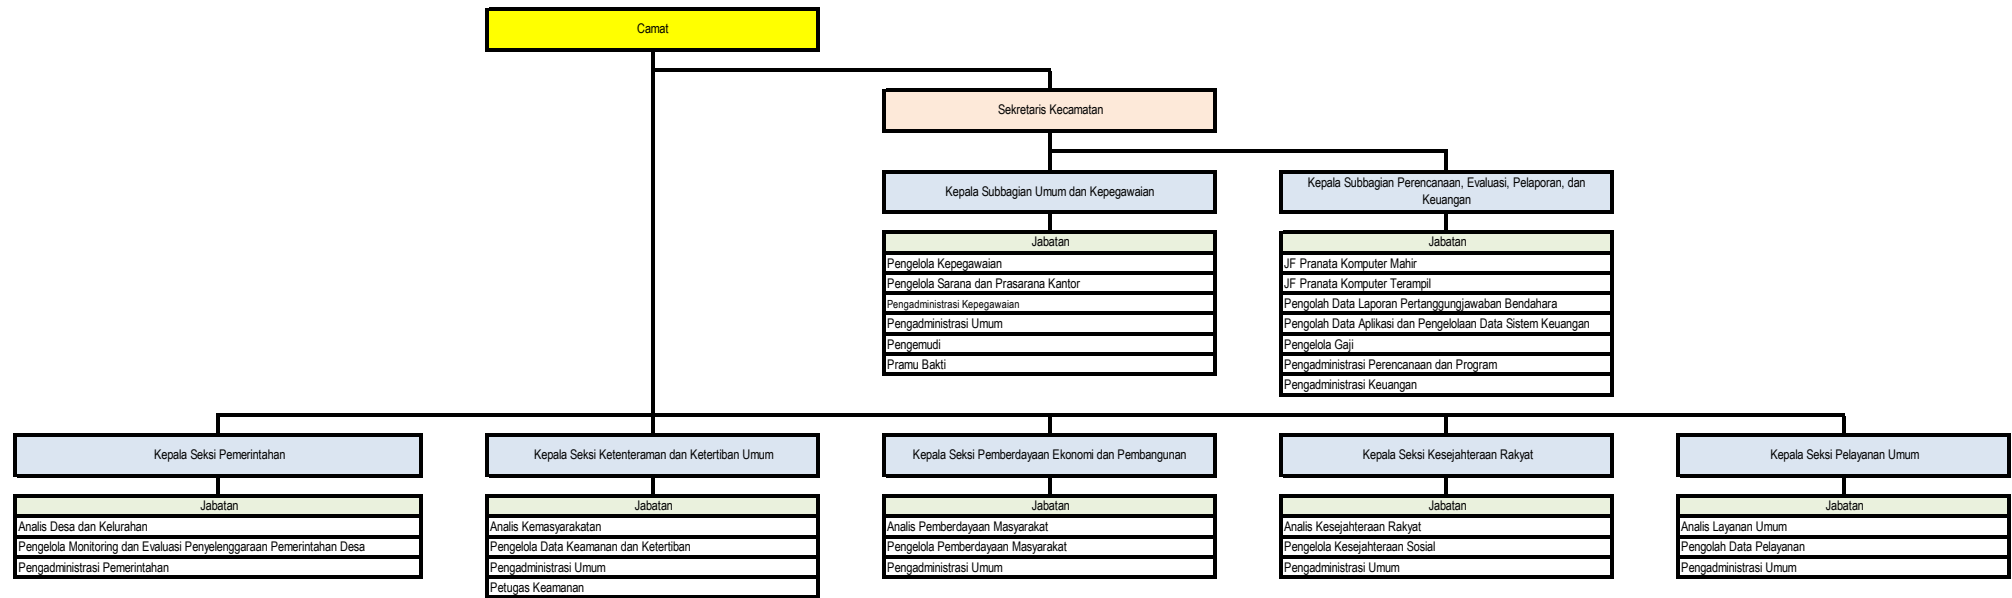 Camat
Sekretaris Kecamatan
Kepala Subbagian Umum dan Kepegawaian
Kepala Subbagian Perencanaan, Evaluasi, Pelaporan, dan
Keuangan
Jabatan
Pengelola Kepegawaian
Pengelola Sarana dan Prasarana Kantor
Pengadministrasi Kepegawaian
Pengadministrasi Umum
Pengemudi
Pramu Bakti
Jabatan
JF Pranata Komputer Mahir
JF Pranata Komputer Terampil
Pengolah Data Laporan Pertanggungjawaban Bendahara
Pengolah Data Aplikasi dan Pengelolaan Data Sistem Keuangan
Pengelola Gaji
Pengadministrasi Perencanaan dan Program
Pengadministrasi Keuangan
Kepala Seksi Pemerintahan
Jabatan
Analis Desa dan Kelurahan
Pengelola Monitoring dan Evaluasi Penyelenggaraan Pemerintahan Desa
Pengadministrasi Pemerintahan
Kepala Seksi Ketenteraman dan Ketertiban Umum
Jabatan
Analis Kemasyarakatan
Pengelola Data Keamanan dan Ketertiban
Pengadministrasi Umum
Petugas Keamanan
Kepala Seksi Pemberdayaan Ekonomi dan Pembangunan
Jabatan
Analis Pemberdayaan Masyarakat
Pengelola Pemberdayaan Masyarakat
Pengadministrasi Umum
Kepala Seksi Kesejahteraan Rakyat
Jabatan
Analis Kesejahteraan Rakyat
Pengelola Kesejahteraan Sosial
Pengadministrasi Umum
Kepala Seksi Pelayanan Umum
Jabatan
Analis Layanan Umum
Pengolah Data Pelayanan
Pengadministrasi Umum